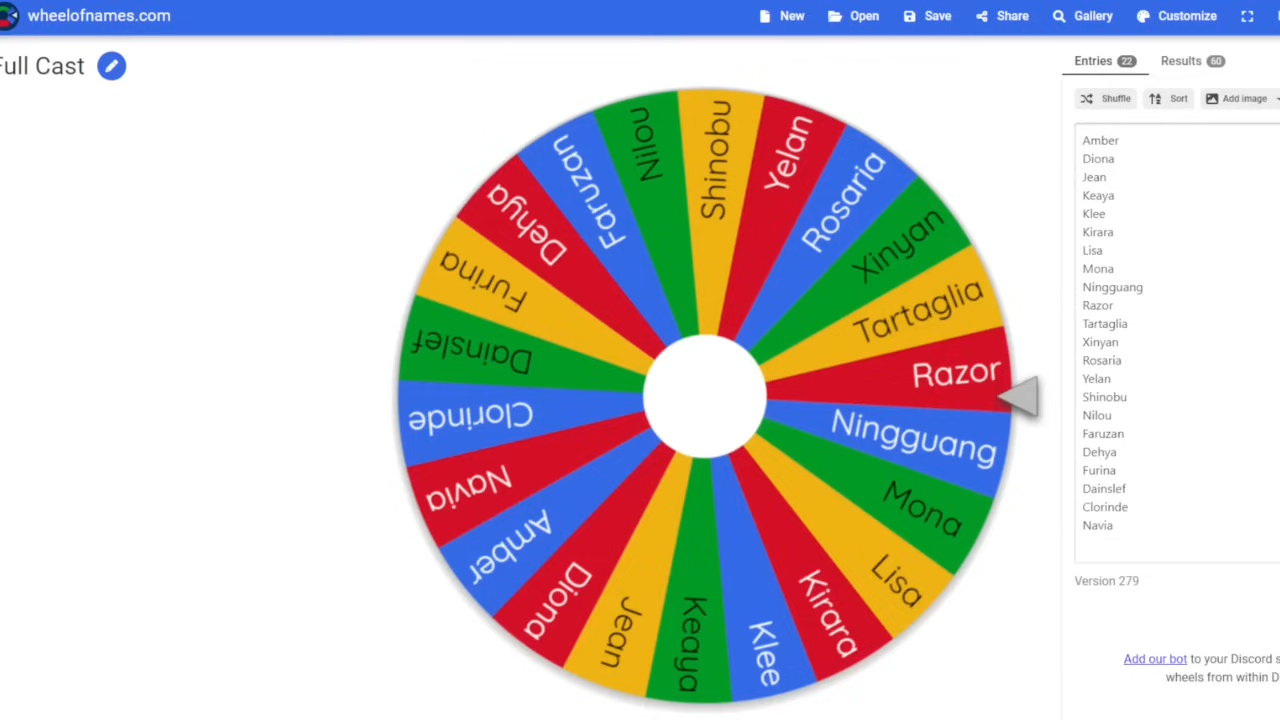 wheelofnames.com
New
Open
Save
Share
Gallery
Customize
Full Cast
Entries 22
Results 60
Shuffle
Sort
Add image
Nilou
Shinobu
Yelan
Rosaria
Xinyan
Tartaglia
Razor
Ningguang
Mona
Lisa
Kirara
Klee
Keaya
Jean
Diona
Amber
Navia
Clorinde
Dainslef
Furina
Dehya
Faruzan
Amber
Diona
Jean
Keaya
Klee
Kirara
Lisa
Mona
Ningguang
Razor
Tartaglia
Xinyan
Rosaria
Yelan
Shinobu
Nilou
Faruzan
Dehya
Furina
Dainslef
Clorinde
Navia
Version 279
Add our bot to your Discord s
wheels from within D